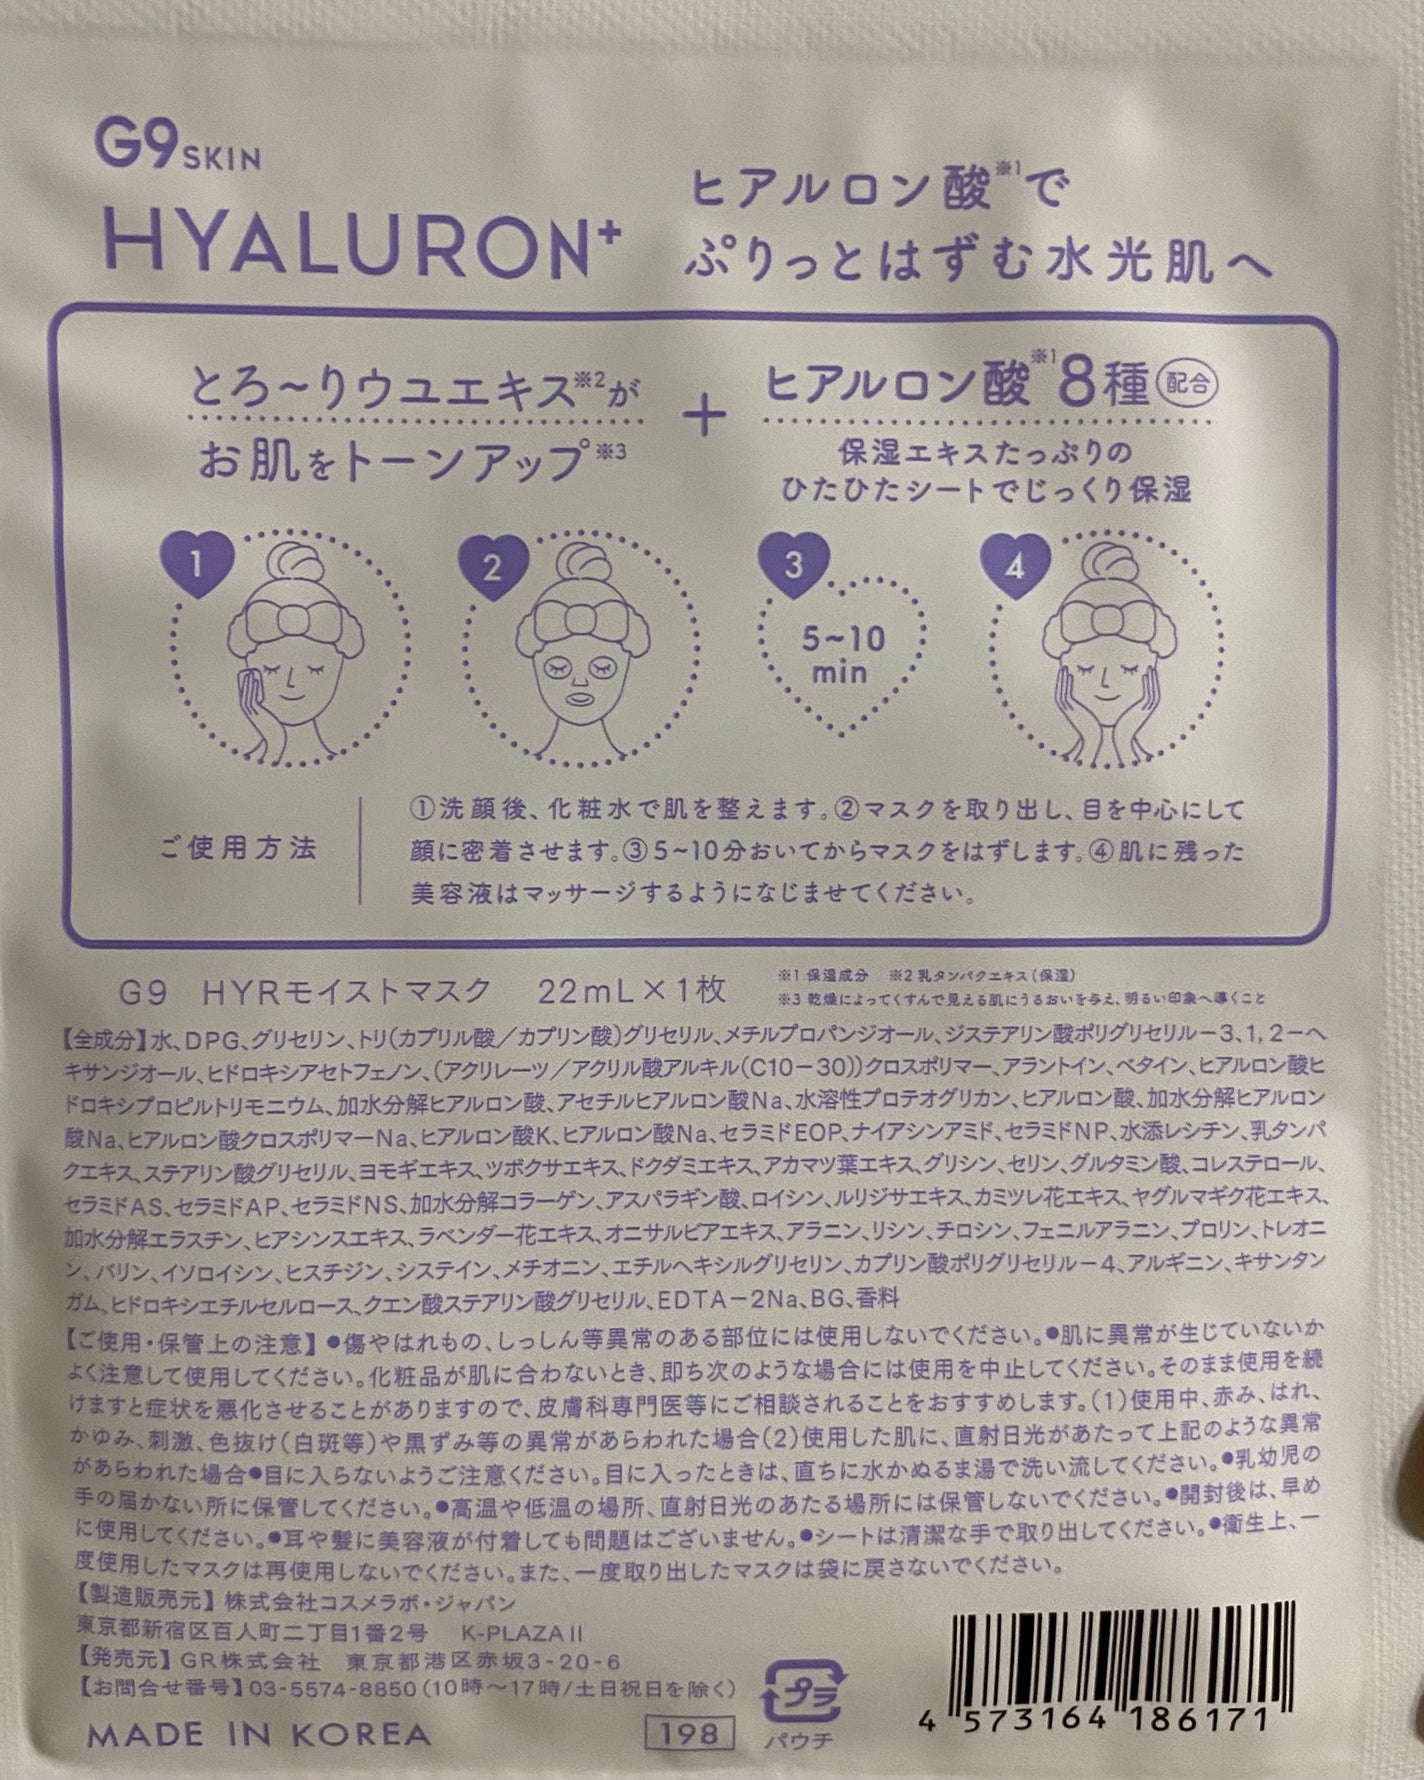 G9 SKIN
HYALURON+
ヒアルロン酸※1で
ぷりっとはずむ水光肌へ
とろ〜りウユエキス※2が
お肌をトーンアップ※3
+
ヒアルロン酸※1 8種 配合
保湿エキスたっぷりの
ひたひたシートでじっくり保湿
1
2
3
5~10
min
4
ご使用方法
①洗顔後、化粧水で肌を整えます。②マスクを取り出し、目を中心にして
顔に密着させます。③5~10分おいてからマスクをはずします。④肌に残った
美容液はマッサージするようになじませてください。
G9 HYRモイストマスク 22mL×1枚
※1 保湿成分 ※2 乳タンパクエキス(保湿)
※3 乾燥によってくすんで見える肌にうるおいを与え、明るい印象へ導くこと
【全成分】水、DPG、グリセリン、トリ(カプリル酸/カプリン酸)グリセリル、メチルプロパンジオール、ジステアリン酸ポリグリセリル-3、1,2-ヘ
キサンジオール、ヒドロキシアセトフェノン、(アクリレーツ/アクリル酸アルキル(C10-30))クロスポリマー、アラントイン、ベタイン、ヒアルロン酸ヒ
ドロキシプロピルトリモニウム、加水分解ヒアルロン酸、アセチルヒアルロン酸Na、水溶性プロテオグリカン、ヒアルロン酸、加水分解ヒアルロン
酸Na、ヒアルロン酸クロスポリマーNa、ヒアルロン酸K、ヒアルロン酸Na、セラミドEOP、ナイアシンアミド、セラミドNP、水添レシチン、乳タンパ
クエキス、ステアリン酸グリセリル、ヨモギエキス、ツボクサエキス、ドクダミエキス、アカマツ葉エキス、グリシン、セリン、グルタミン酸、コレステロール、
セラミドAS、セラミドAP、セラミドNS、加水分解コラーゲン、アスパラギン酸、ロイシン、ルリジサエキス、カミツレ花エキス、ヤグルマギク花エキス、
加水分解エラスチン、ヒアシンスエキス、ラベンダー花エキス、オニサルビアエキス、アラニン、リシン、チロシン、フェニルアラニン、プロリン、トレオニ
ン、バリン、イソロイシン、ヒスチジン、システイン、メチオニン、エチルヘキシルグリセリン、カプリン酸ポリグリセリル-4、アルギニン、キサンタン
ガム、ヒドロキシエチルセルロース、クエン酸ステアリン酸グリセリル、EDTA-2Na、BG、香料
【ご使用・保管上の注意】●傷やはれもの、しっしん等異常のある部位には使用しないでください。●肌に異常が生じていないか
よく注意して使用してください。化粧品が肌に合わないとき、即ち次のような場合には使用を中止してください。そのまま使用を続
けますと症状を悪化させることがありますので、皮膚科専門医等にご相談されることをおすすめします。(1)使用中、赤み、はれ、
かゆみ、刺激、色抜け(白斑等)や黒ずみ等の異常があらわれた場合(2)使用した肌に、直射日光があたって上記のような異常
があらわれた場合●目に入らないようご注意ください。目に入ったときは、直ちに水かぬるま湯で洗い流してください。●乳幼児の
手の届かない所に保管してください。●高温や低温の場所、直射日光のあたる場所には保管しないでください。●開封後は、早め
に使用してください。●耳や髪に美容液が付着しても問題はございません。●シートは清潔な手で取り出してください。●衛生上、一
度使用したマスクは再使用しないでください。また、一度取り出したマスクは袋に戻さないでください。
【製造販売元】株式会社コスメラボ・ジャパン
東京都新宿区百人町二丁目1番2号 K-PLAZAⅡ
【発売元】GR株式会社 東京都港区赤坂3-20-6
【お問合せ番号】03-5574-8850(10時〜17時/土日祝日を除く)
MADE IN KOREA
198
プラ
パウチ
4 573164 186171